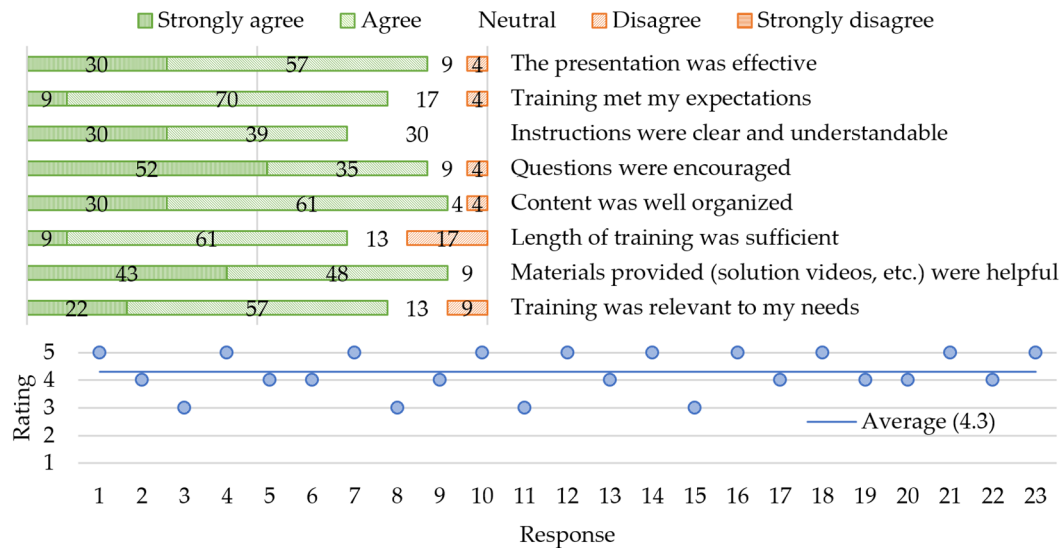 Strongly agree Agree Neutral Disagree Strongly disagree
30 57 9 4 The presentation was effective
9 70 17 4 Training met my expectations
30 39 30 Instructions were clear and understandable
52 35 9 4 Questions were encouraged
30 61 4 4 Content was well organized
9 61 13 17 Length of training was sufficient
43 48 9 Materials provided (solution videos, etc.) were helpful
22 57 13 9 Training was relevant to my needs
5
4
3
2
1
Rating
Average (4.3)
1 2 3 4 5 6 7 8 9 10 11 12 13 14 15 16 17 18 19 20 21 22 23
Response